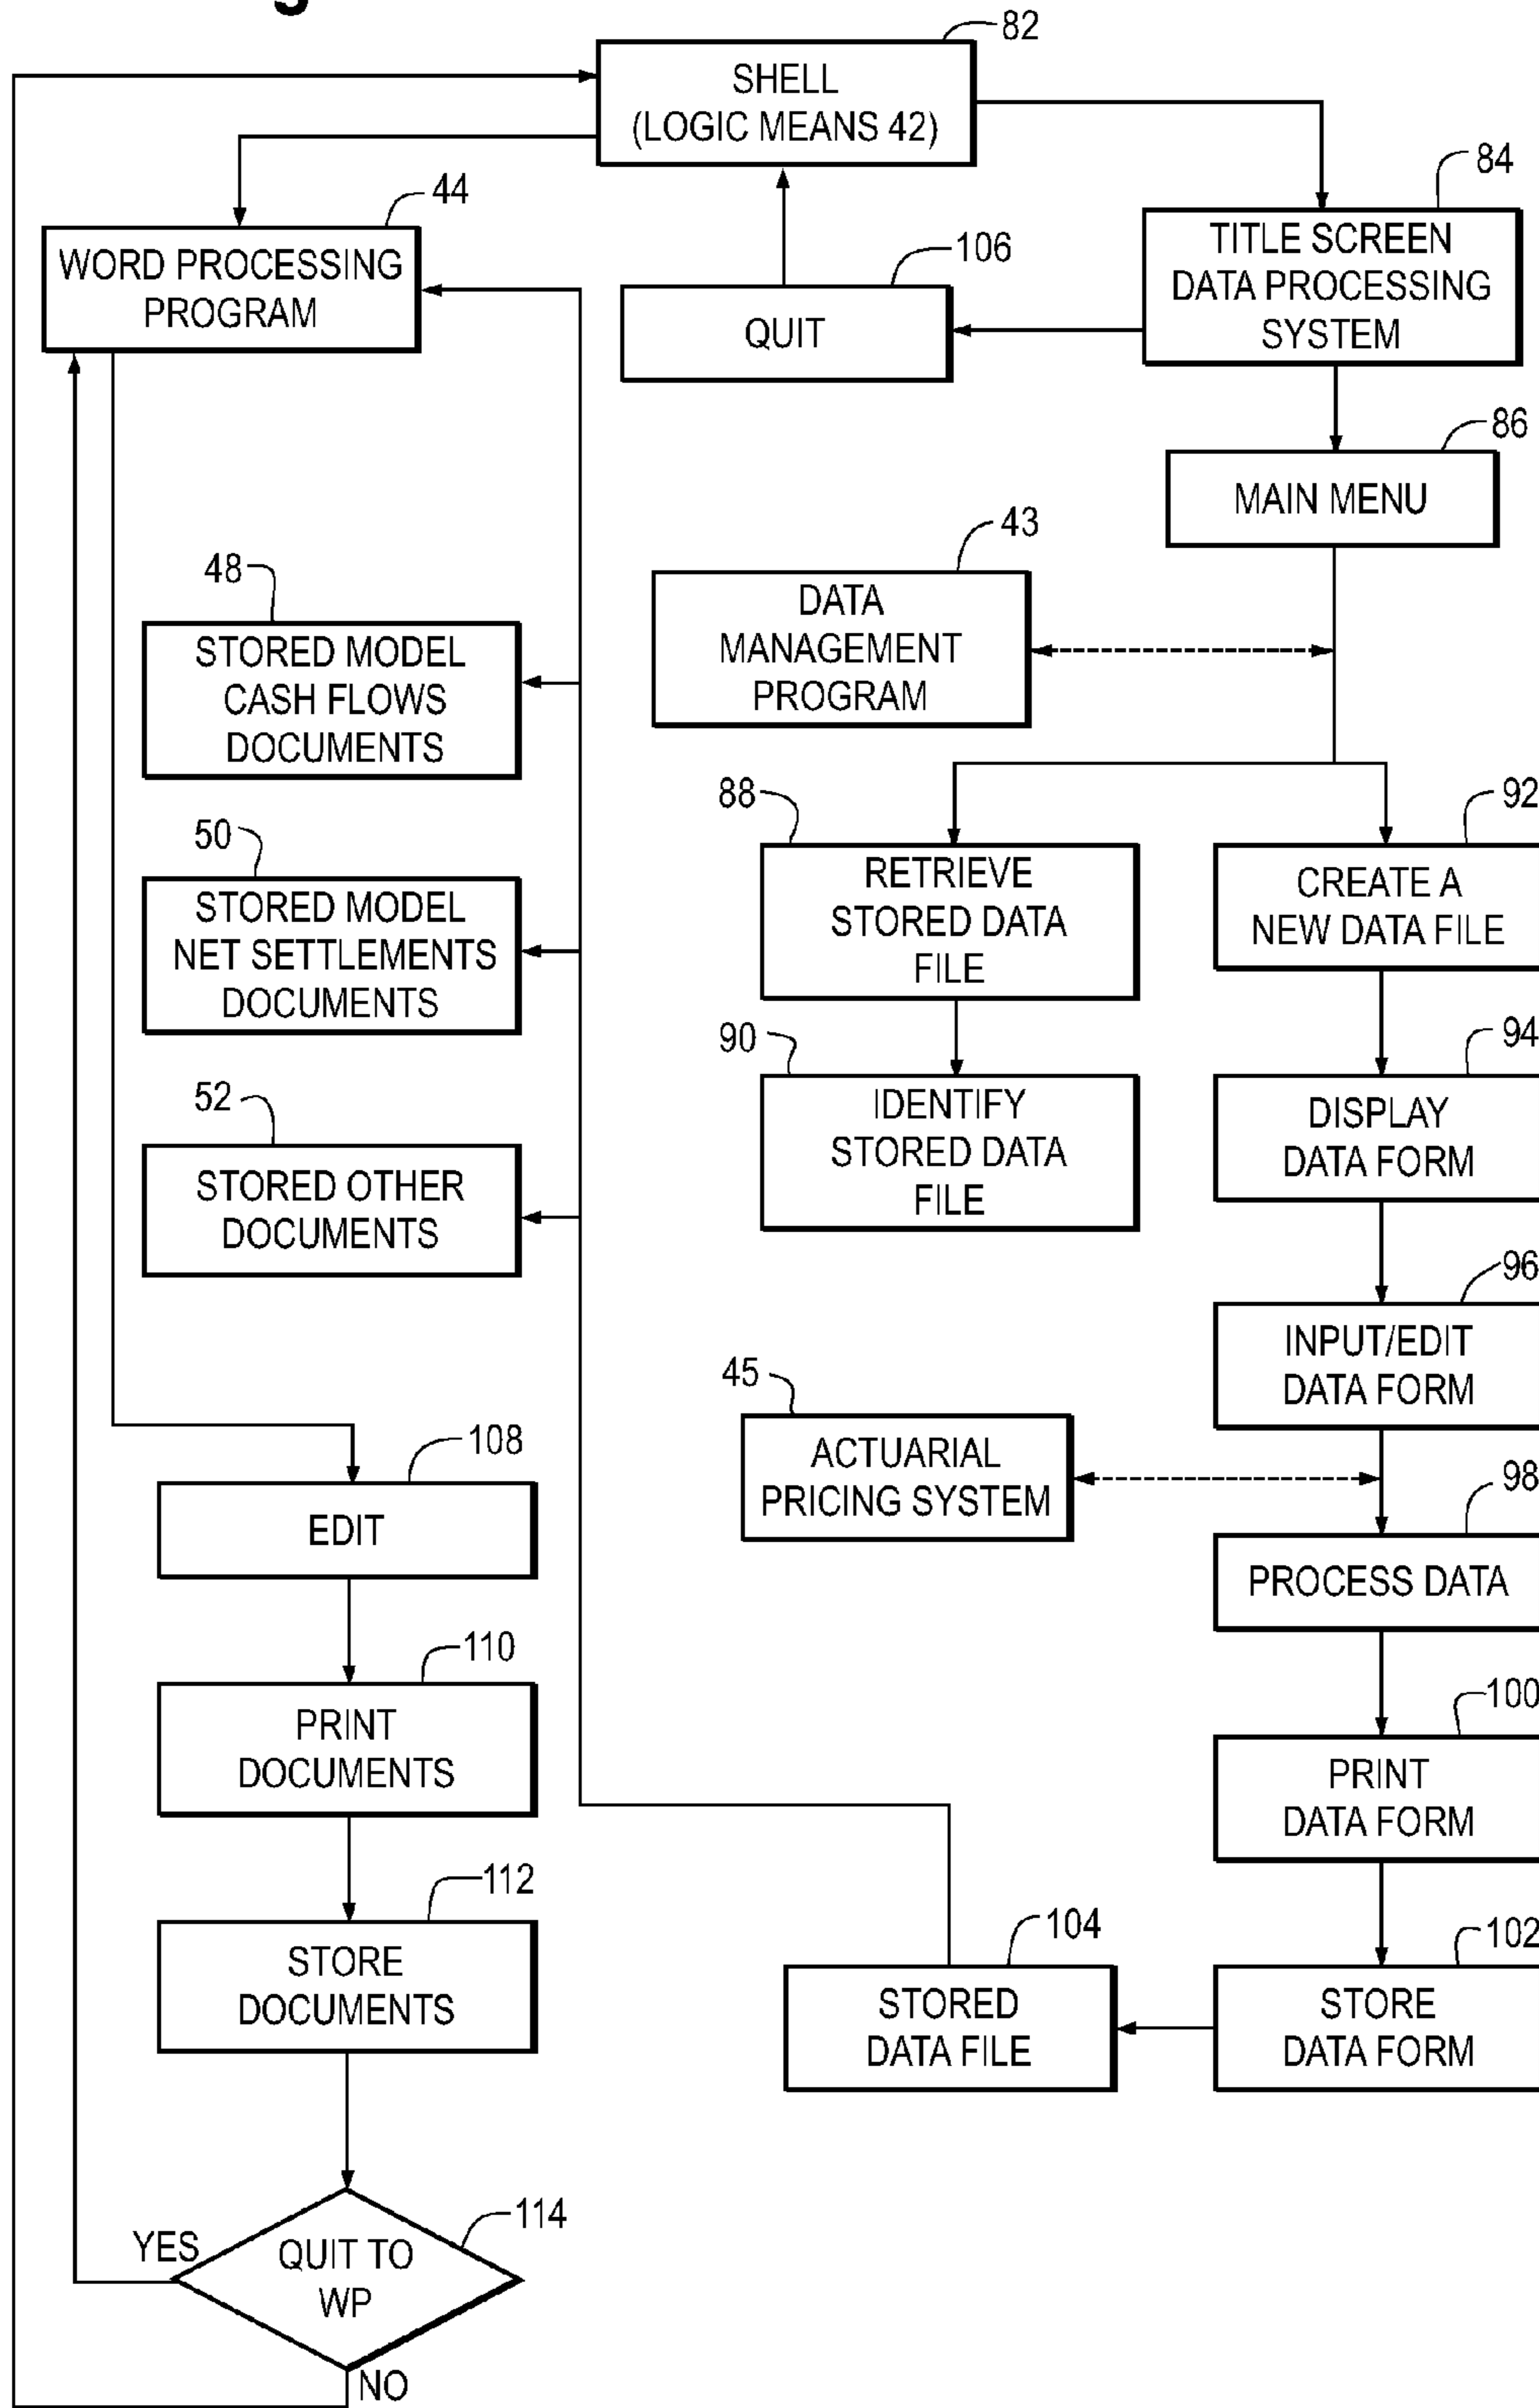 82
SHELL
(LOGIC MEANS 42)
84
TITLE SCREEN
DATA PROCESSING
SYSTEM
44
WORD PROCESSING
PROGRAM
106
QUIT
86
MAIN MENU
43
DATA
MANAGEMENT
PROGRAM
48
STORED MODEL
CASH FLOWS
DOCUMENTS
88
RETRIEVE
STORED DATA
FILE
92
CREATE A
NEW DATA FILE
50
STORED MODEL
NET SETTLEMENTS
DOCUMENTS
90
IDENTIFY
STORED DATA
FILE
94
DISPLAY
DATA FORM
52
STORED OTHER
DOCUMENTS
96
INPUT/EDIT
DATA FORM
45
ACTUARIAL
PRICING SYSTEM
98
PROCESS DATA
108
EDIT
110
PRINT
DOCUMENTS
100
PRINT
DATA FORM
112
STORE
DOCUMENTS
104
STORED
DATA FILE
102
STORE
DATA FORM
114
QUIT TO
WP
YES
NO